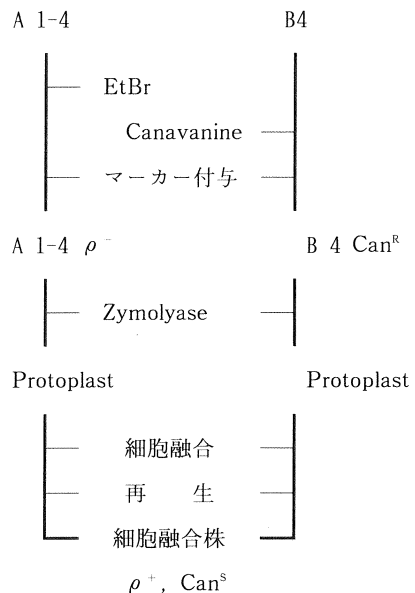 A 1-4 B4
EtBr
Canavanine
マーカー付与
A 1-4 ρ⁻ B 4 Canᴿ
Zymolyase
Protoplast Protoplast
細胞融合
再 生
細胞融合株
ρ⁺, Canˢ